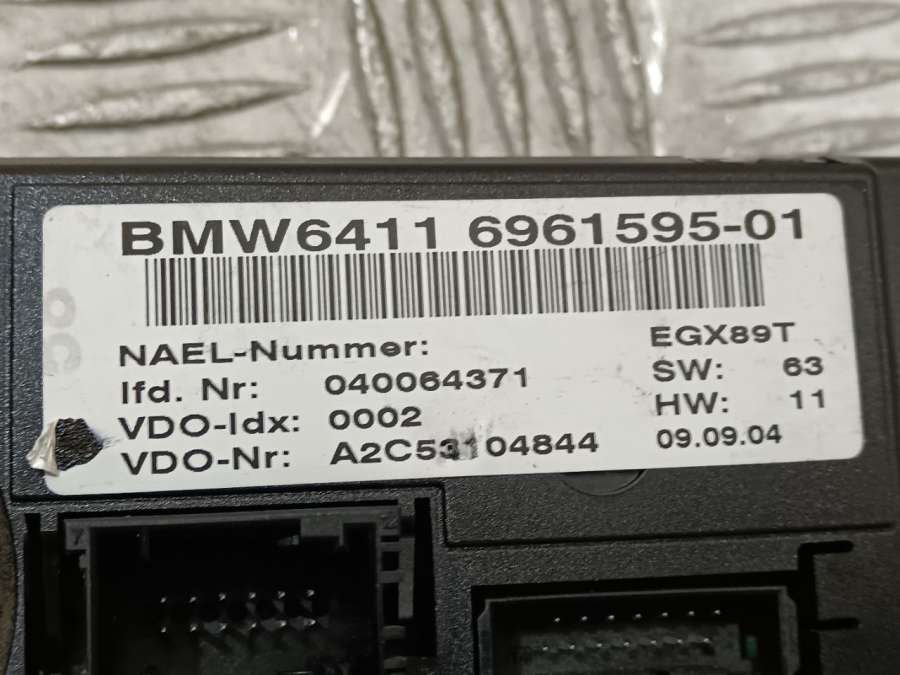 BMW6411 6961595-01
NAEL-Nummer: EGX89T
lfd. Nr: 040064371 SW: 63
VDO-Idx: 0002 HW: 11
VDO-Nr: A2C53104844 09.09.04